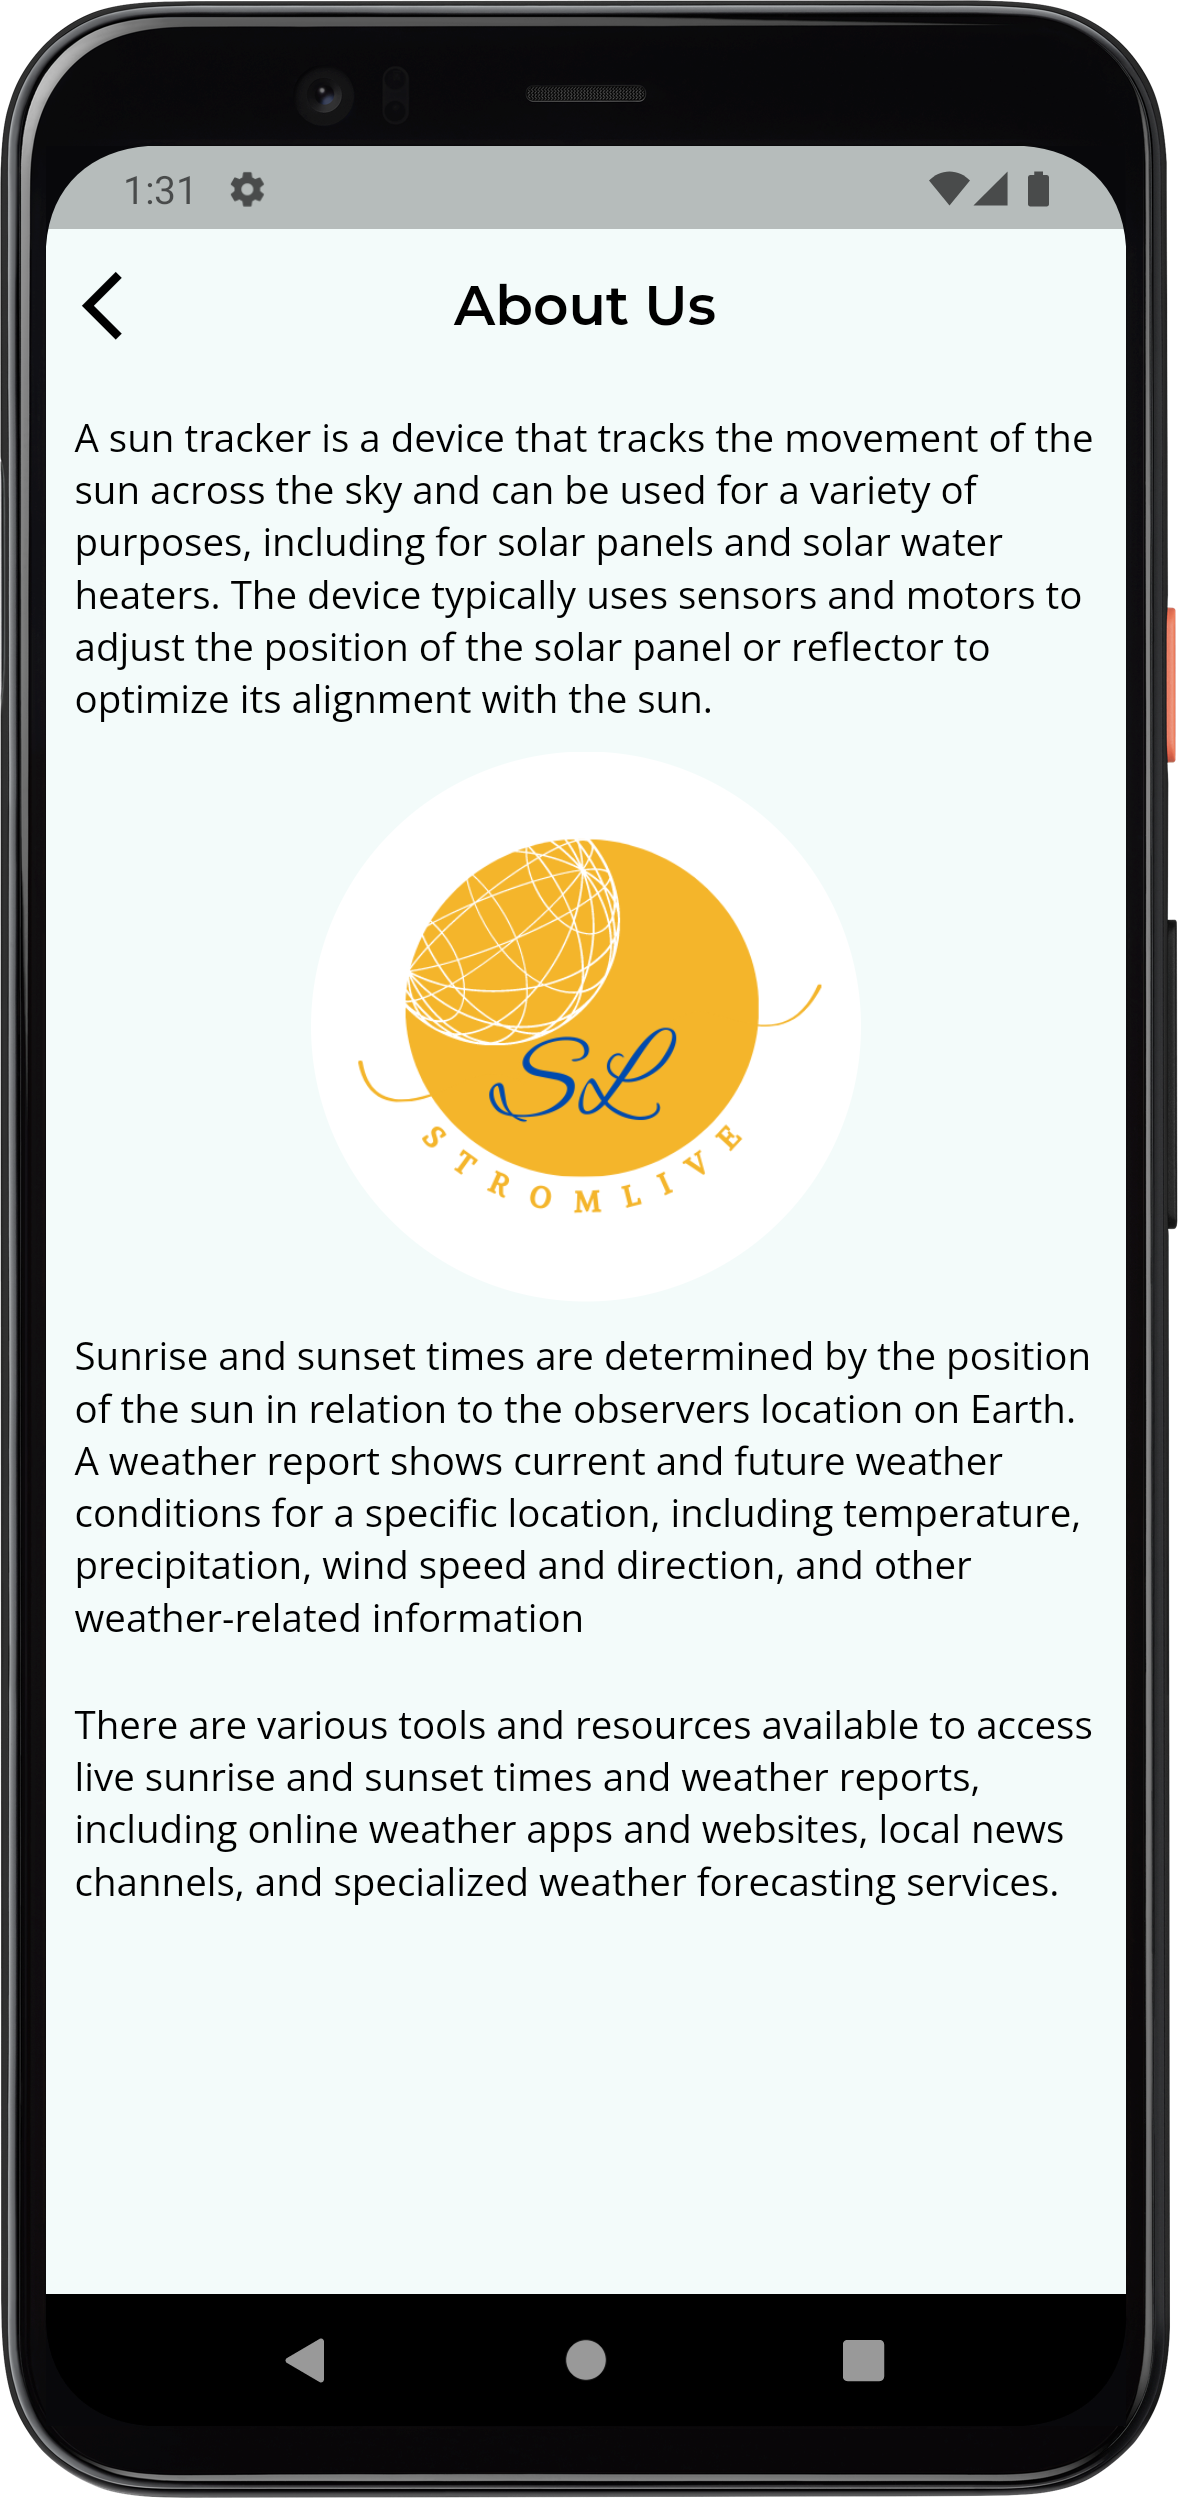 1:31
About Us
A sun tracker is a device that tracks the movement of the
sun across the sky and can be used for a variety of
purposes, including for solar panels and solar water
heaters. The device typically uses sensors and motors to
adjust the position of the solar panel or reflector to
optimize its alignment with the sun.
SL
STROMLIVE
Sunrise and sunset times are determined by the position
of the sun in relation to the observers location on Earth.
A weather report shows current and future weather
conditions for a specific location, including temperature,
precipitation, wind speed and direction, and other
weather-related information
There are various tools and resources available to access
live sunrise and sunset times and weather reports,
including online weather apps and websites, local news
channels, and specialized weather forecasting services.